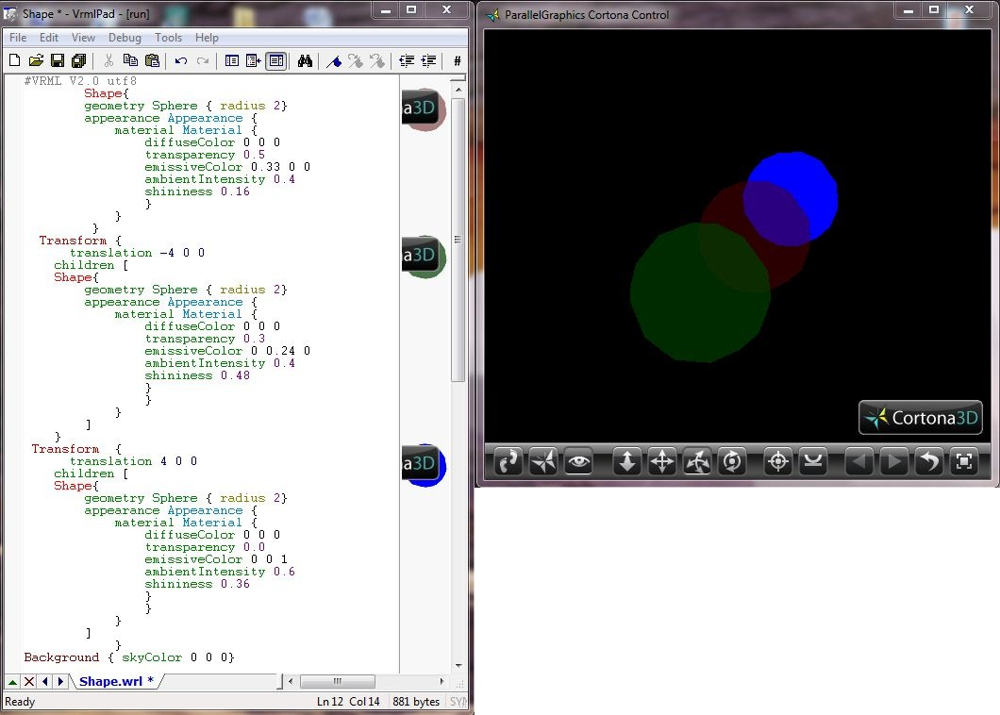 Shape * - VrmlPad - [run]
File Edit View Debug Tools Help
#
#VRML V2.0 utf8
Shape{
geometry Sphere { radius 2}
appearance Appearance {
material Material {
diffuseColor 0 0 0
transparency 0.5
emissiveColor 0.33 0 0
ambientIntensity 0.4
shininess 0.16
}
}
}
Transform {
translation -4 0 0
children [
Shape{
geometry Sphere { radius 2}
appearance Appearance {
material Material {
diffuseColor 0 0 0
transparency 0.3
emissiveColor 0 0.24 0
ambientIntensity 0.4
shininess 0.48
}
}
}
]
}
Transform {
translation 4 0 0
children [
Shape{
geometry Sphere { radius 2}
appearance Appearance {
material Material {
diffuseColor 0 0 0
transparency 0.0
emissiveColor 0 0 1
ambientIntensity 0.6
shininess 0.36
}
}
}
]
}
Background { skyColor 0 0 0}
a3D
a3D
a3D
Shape.wrl *
Ready Ln 12 Col 14 881 bytes SYN
ParallelGraphics Cortona Control
Cortona3D